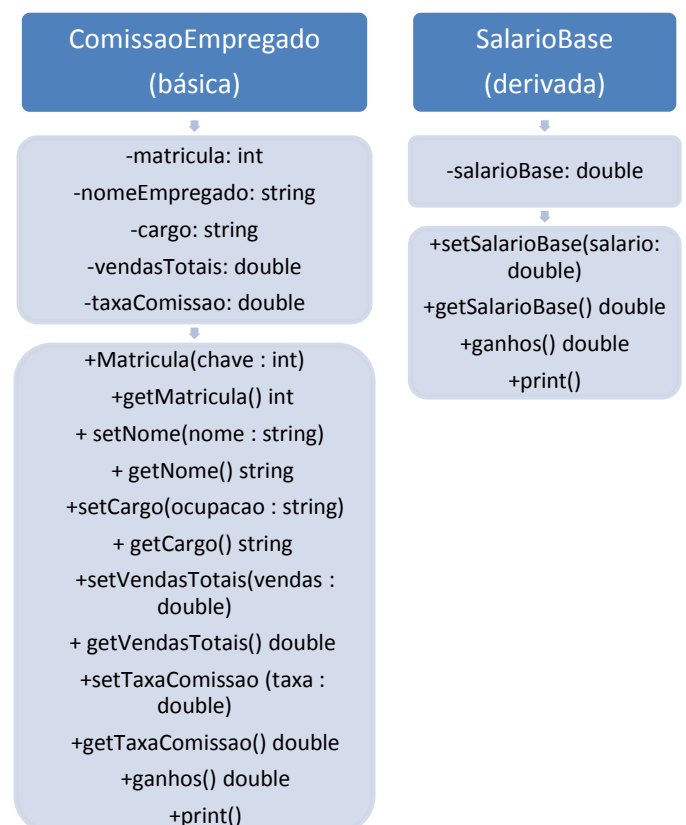 ComissaoEmpregado
(básica)
-matricula: int
-nomeEmpregado: string
-cargo: string
-vendasTotais: double
-taxaComissao: double
+Matricula(chave : int)
+getMatricula() int
+ setNome(nome : string)
+ getNome() string
+setCargo(ocupacao : string)
+ getCargo() string
+setVendasTotais(vendas :
double)
+ getVendasTotais() double
+setTaxaComissao (taxa :
double)
+getTaxaComissao() double
+ganhos() double
+print()
SalarioBase
(derivada)
-salarioBase: double
+setSalarioBase(salario:
double)
+getSalarioBase() double
+ganhos() double
+print()